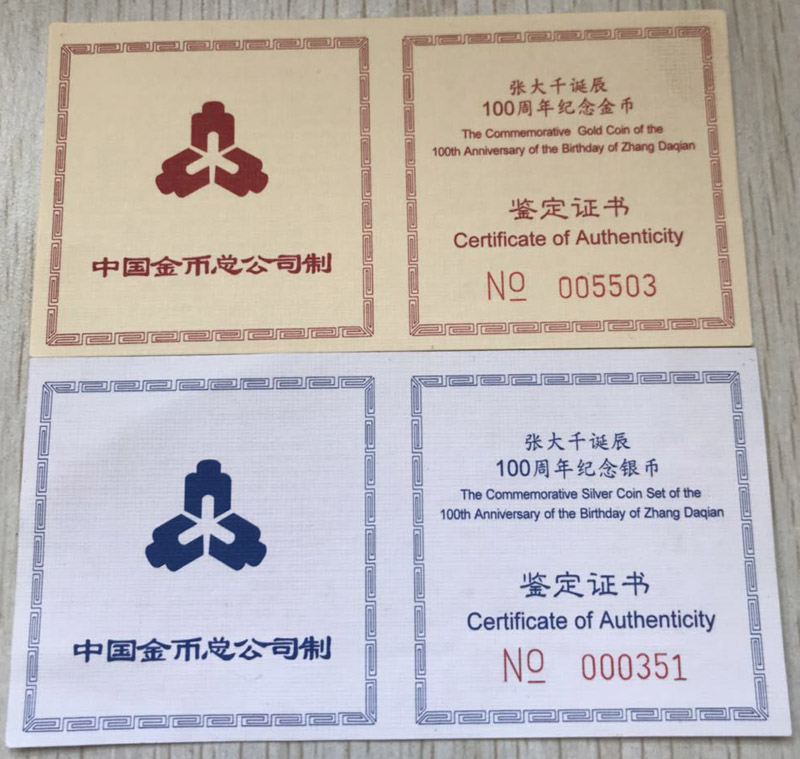 中国金币总公司制
张大千诞辰
100周年纪念金币
The Commemorative Gold Coin of the
100th Anniversary of the Birthday of Zhang Daqian
鉴定证书
Certificate of Authenticity
No 005503
中国金币总公司制
张大千诞辰
100周年纪念银币
The Commemorative Silver Coin Set of the
100th Anniversary of the Birthday of Zhang Daqian
鉴定证书
Certificate of Authenticity
No 000351